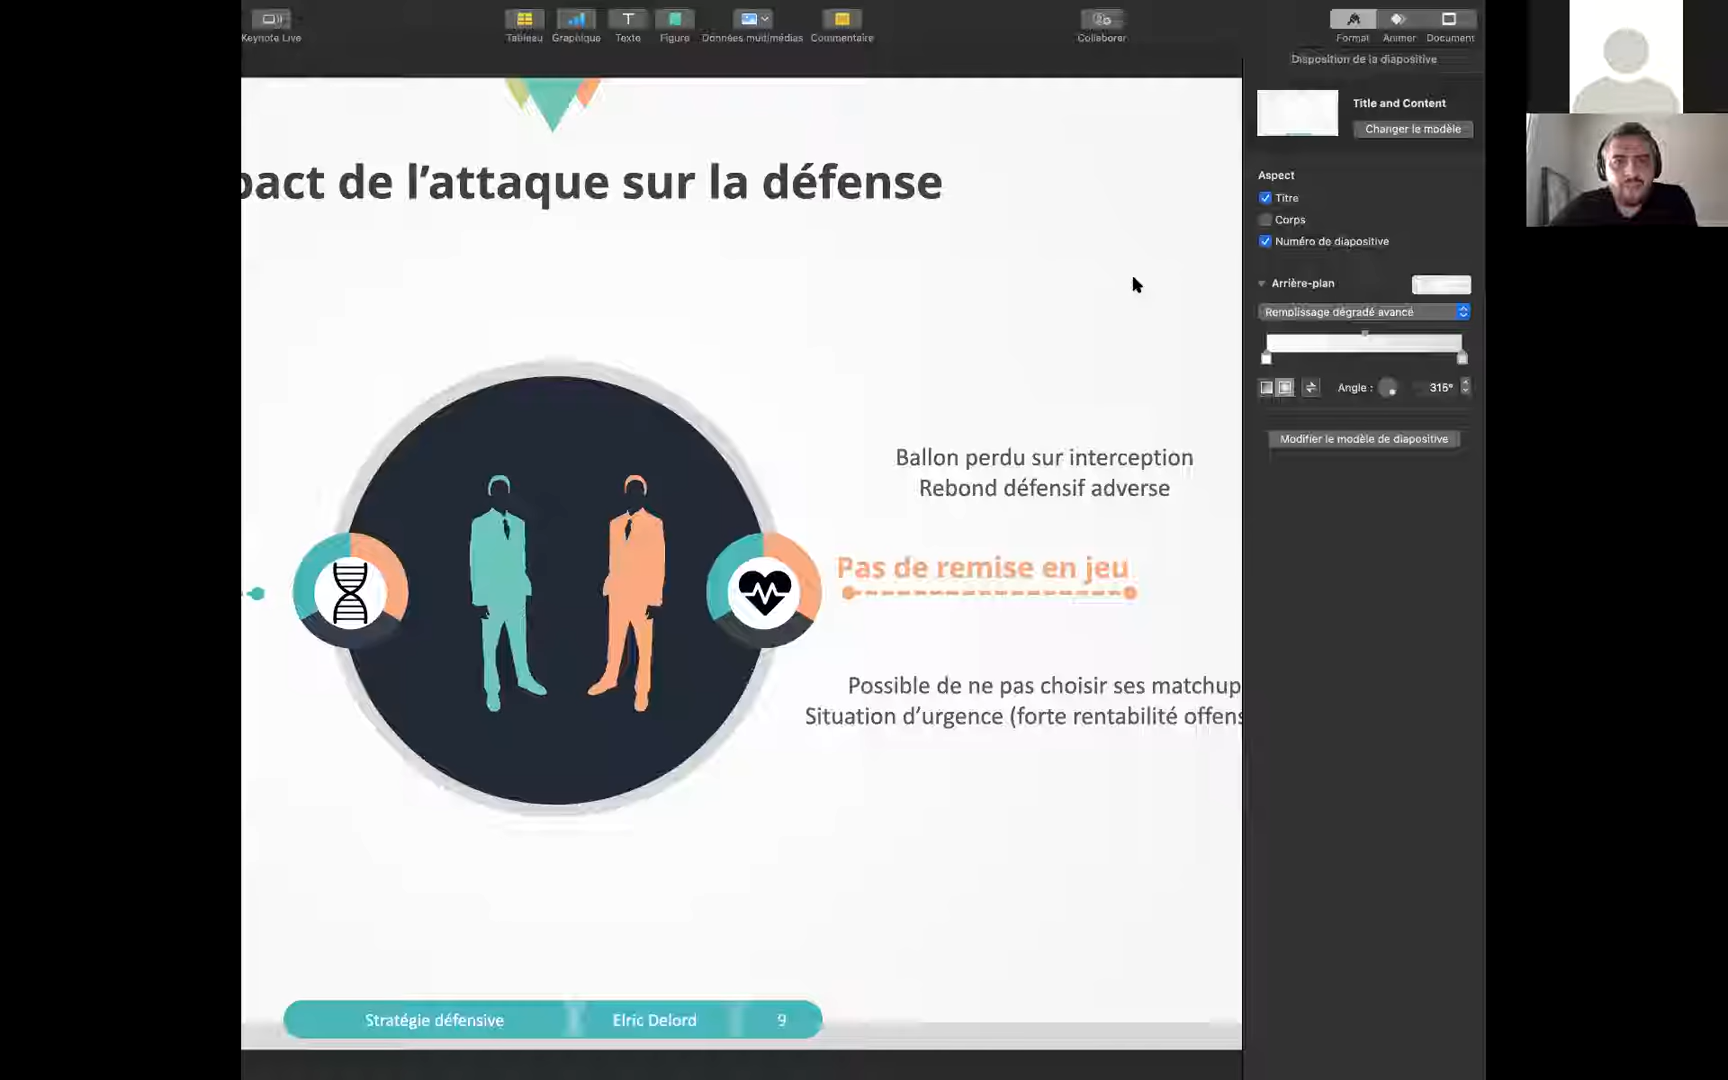 Keynote Live
Tableau
Graphique
Texte
Figure
Données multimédias
Commentaire
Collaborer
Format
Animer
Document
Disposition de la diapositive
Title and Content
Changer le modèle
Aspect
Titre
Corps
Numéro de diapositive
Arrière-plan
Remplissage dégradé avancé
Angle : 315°
Modifier le modèle de diapositive
pact de l’attaque sur la défense
Ballon perdu sur interception
Rebond défensif adverse
Pas de remise en jeu
Possible de ne pas choisir ses matchup
Situation d’urgence (forte rentabilité offens
Stratégie défensive
Elric Delord
9